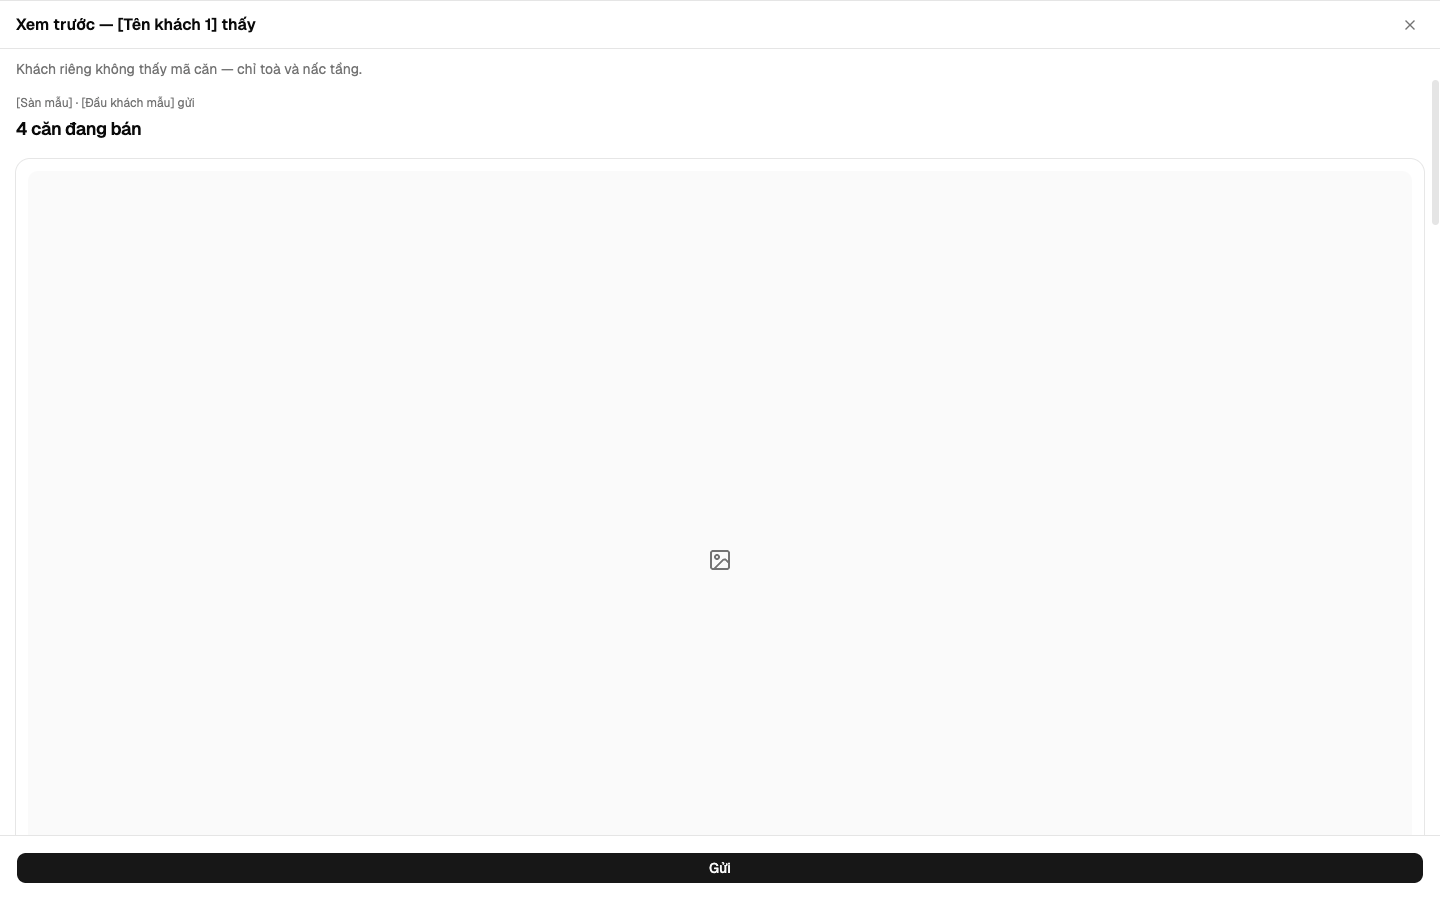 Xem trước — [Tên khách 1] thấy
Khách riêng không thấy mã căn — chỉ toà và nấc tầng.
[Sàn mẫu] · [Đầu khách mẫu] gửi
4 căn đang bán
Gửi